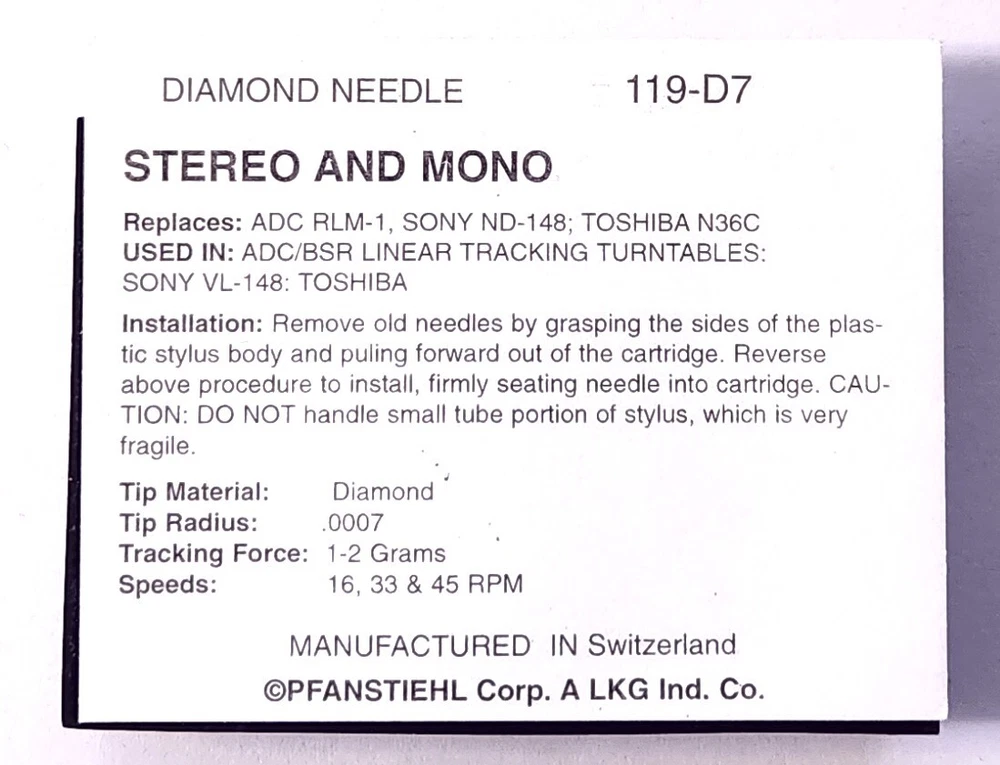 DIAMOND NEEDLE 119-D7
STEREO AND MONO
Replaces: ADC RLM-1, SONY ND-148; TOSHIBA N36C
USED IN: ADC/BSR LINEAR TRACKING TURNTABLES:
SONY VL-148: TOSHIBA
Installation: Remove old needles by grasping the sides of the plas-
tic stylus body and puling forward out of the cartridge. Reverse
above procedure to install, firmly seating needle into cartridge. CAU-
TION: DO NOT handle small tube portion of stylus, which is very
fragile.
Tip Material: Diamond
Tip Radius: .0007
Tracking Force: 1-2 Grams
Speeds: 16, 33 & 45 RPM
MANUFACTURED IN Switzerland
©PFANSTIEHL Corp. A LKG Ind. Co.